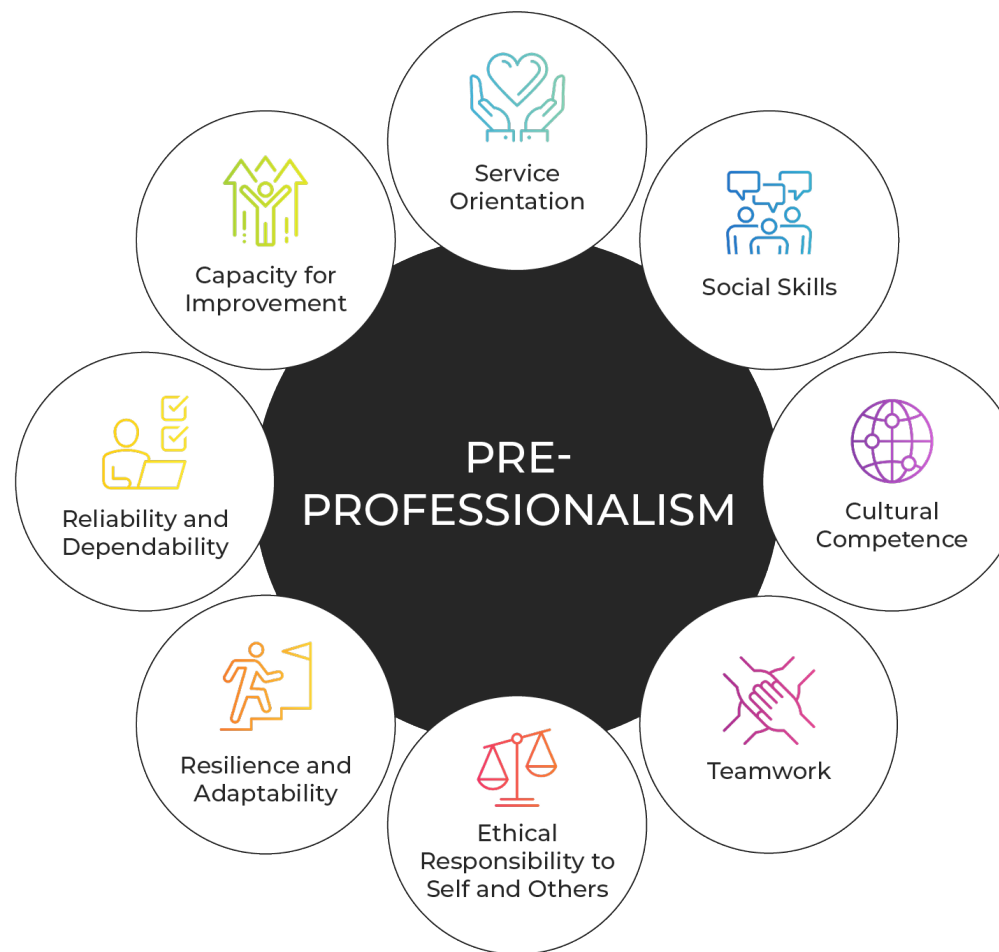 Service
Orientation
Social Skills
Cultural
Competence
Teamwork
Ethical
Responsibility to
Self and Others
Resilience and
Adaptability
Reliability and
Dependability
Capacity for
Improvement
PRE-
PROFESSIONALISM